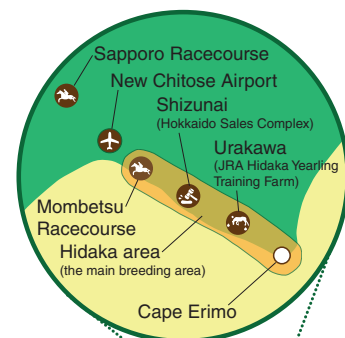 Sapporo Racecourse
New Chitose Airport
Shizunai
(Hokkaido Sales Complex)
Urakawa
(JRA Hidaka Yearling
Training Farm)
Mombetsu
Racecourse
Hidaka area
(the main breeding area)
Cape Erimo